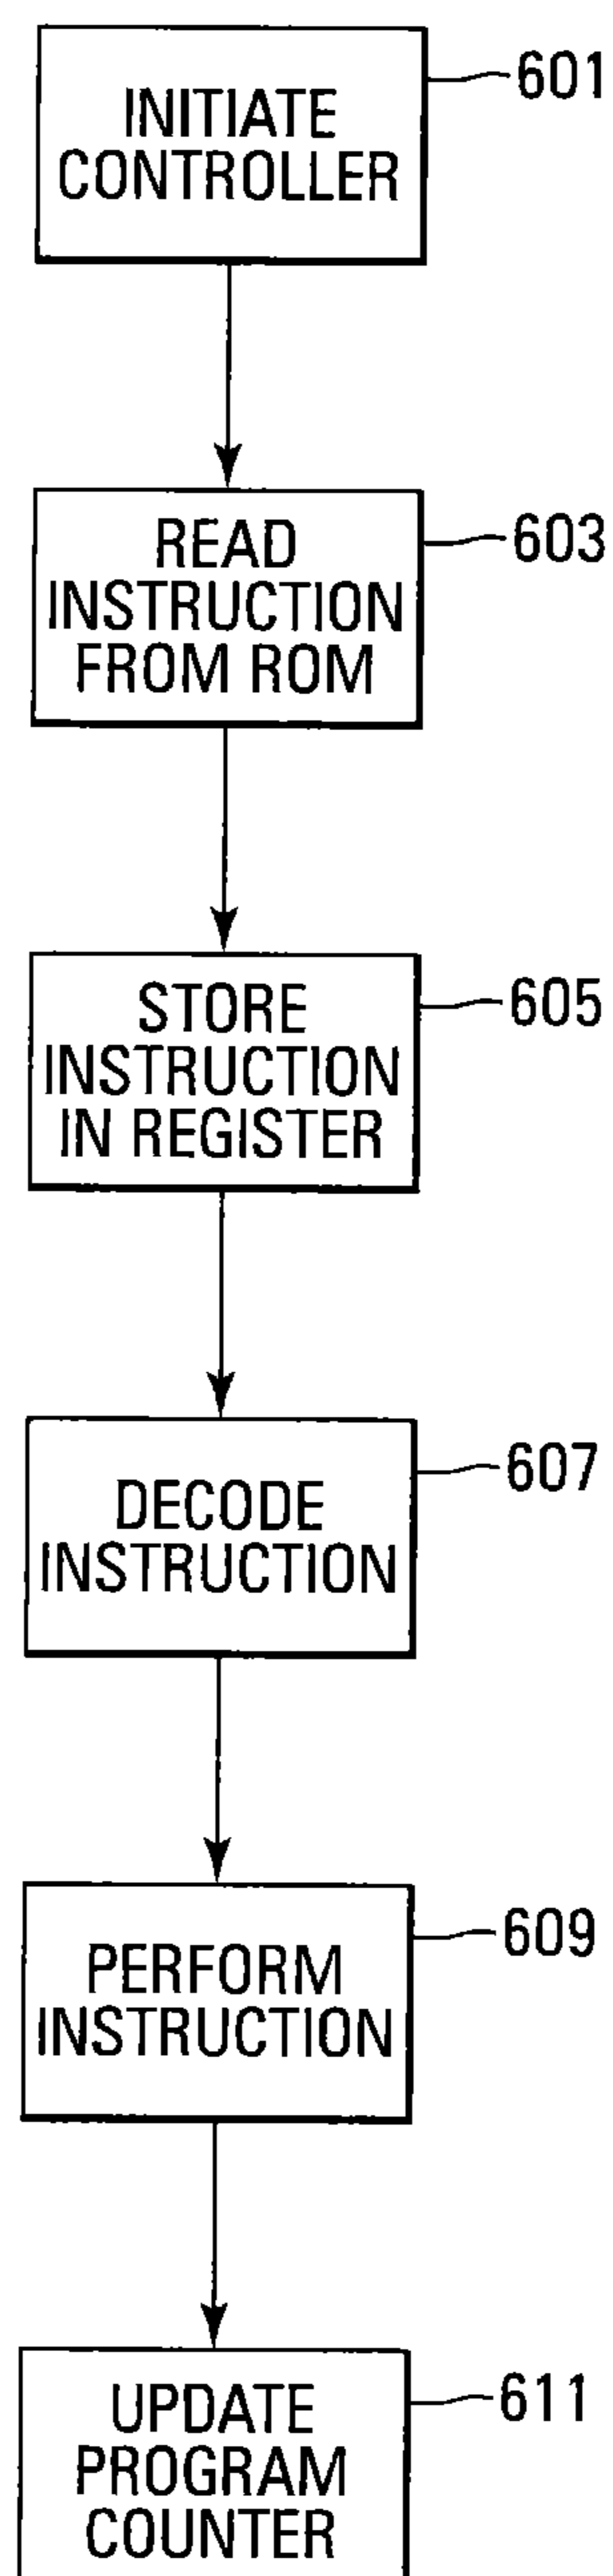 INITIATE
CONTROLLER
601
READ
INSTRUCTION
FROM ROM
603
STORE
INSTRUCTION
IN REGISTER
605
DECODE
INSTRUCTION
607
PERFORM
INSTRUCTION
609
UPDATE
PROGRAM
COUNTER
611